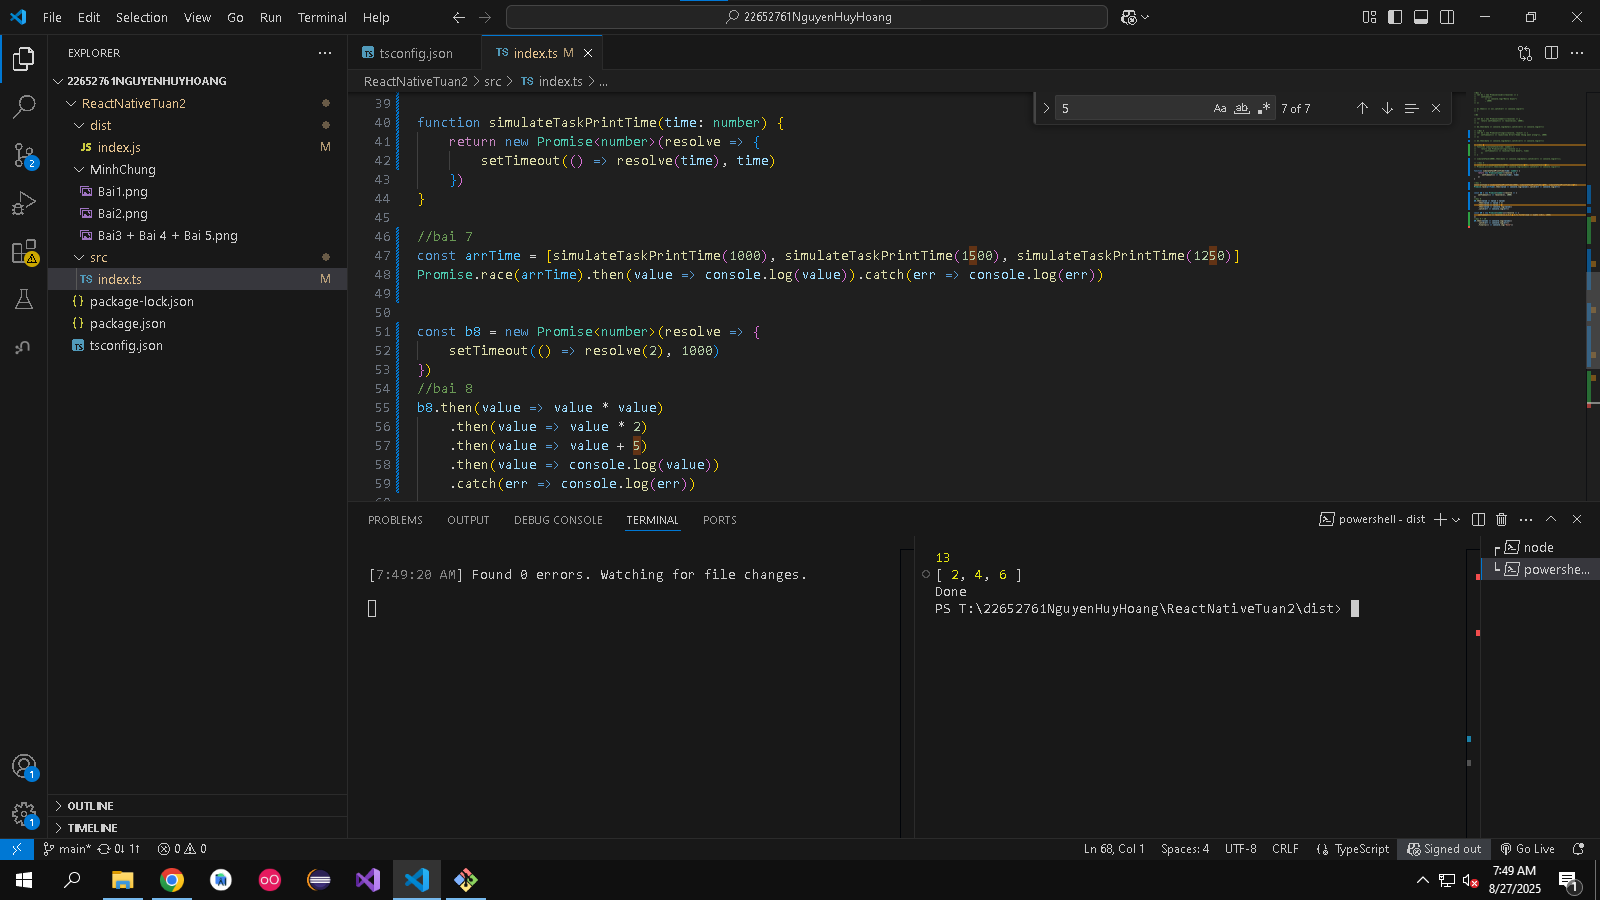 File Edit Selection View Go Run Terminal Help
22652761NguyenHuyHoang
EXPLORER
22652761NGUYENHUYHOANG
ReactNativeTuan2
dist
JS index.js M
MinhChung
Bai1.png
Bai2.png
Bai3 + Bai 4 + Bai 5.png
src
TS index.ts M
{} package-lock.json
{} package.json
TS tsconfig.json
OUTLINE
TIMELINE
TS tsconfig.json
TS index.ts M
ReactNativeTuan2 > src > TS index.ts > ...
5 Aa ab 7 of 7
39
40 function simulateTaskPrintTime(time: number) {
41 return new Promise<number>(resolve => {
42 setTimeout(() => resolve(time), time)
43 })
44 }
45
46 //bai 7
47 const arrTime = [simulateTaskPrintTime(1000), simulateTaskPrintTime(1500), simulateTaskPrintTime(1250)]
48 Promise.race(arrTime).then(value => console.log(value)).catch(err => console.log(err))
49
50
51 const b8 = new Promise<number>(resolve => {
52 setTimeout(() => resolve(2), 1000)
53 })
54 //bai 8
55 b8.then(value => value * value)
56 .then(value => value * 2)
57 .then(value => value + 5)
58 .then(value => console.log(value))
59 .catch(err => console.log(err))
PROBLEMS OUTPUT DEBUG CONSOLE TERMINAL PORTS
powershell - dist
[7:49:20 AM] Found 0 errors. Watching for file changes.
13
[ 2, 4, 6 ]
Done
PS T:\22652761NguyenHuyHoang\ReactNativeTuan2\dist>
node
powershe...
2
1
1
main* 0↓ 1↑ 0 0
Ln 68, Col 1 Spaces: 4 UTF-8 CRLF {} TypeScript Signed out Go Live
7:49 AM
8/27/2025
1